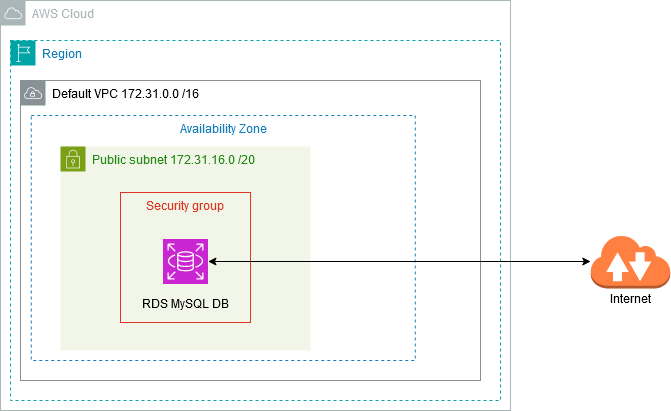 AWS Cloud
Region
Default VPC 172.31.0.0 /16
Availability Zone
Public subnet 172.31.16.0 /20
Security group
RDS MySQL DB
Internet